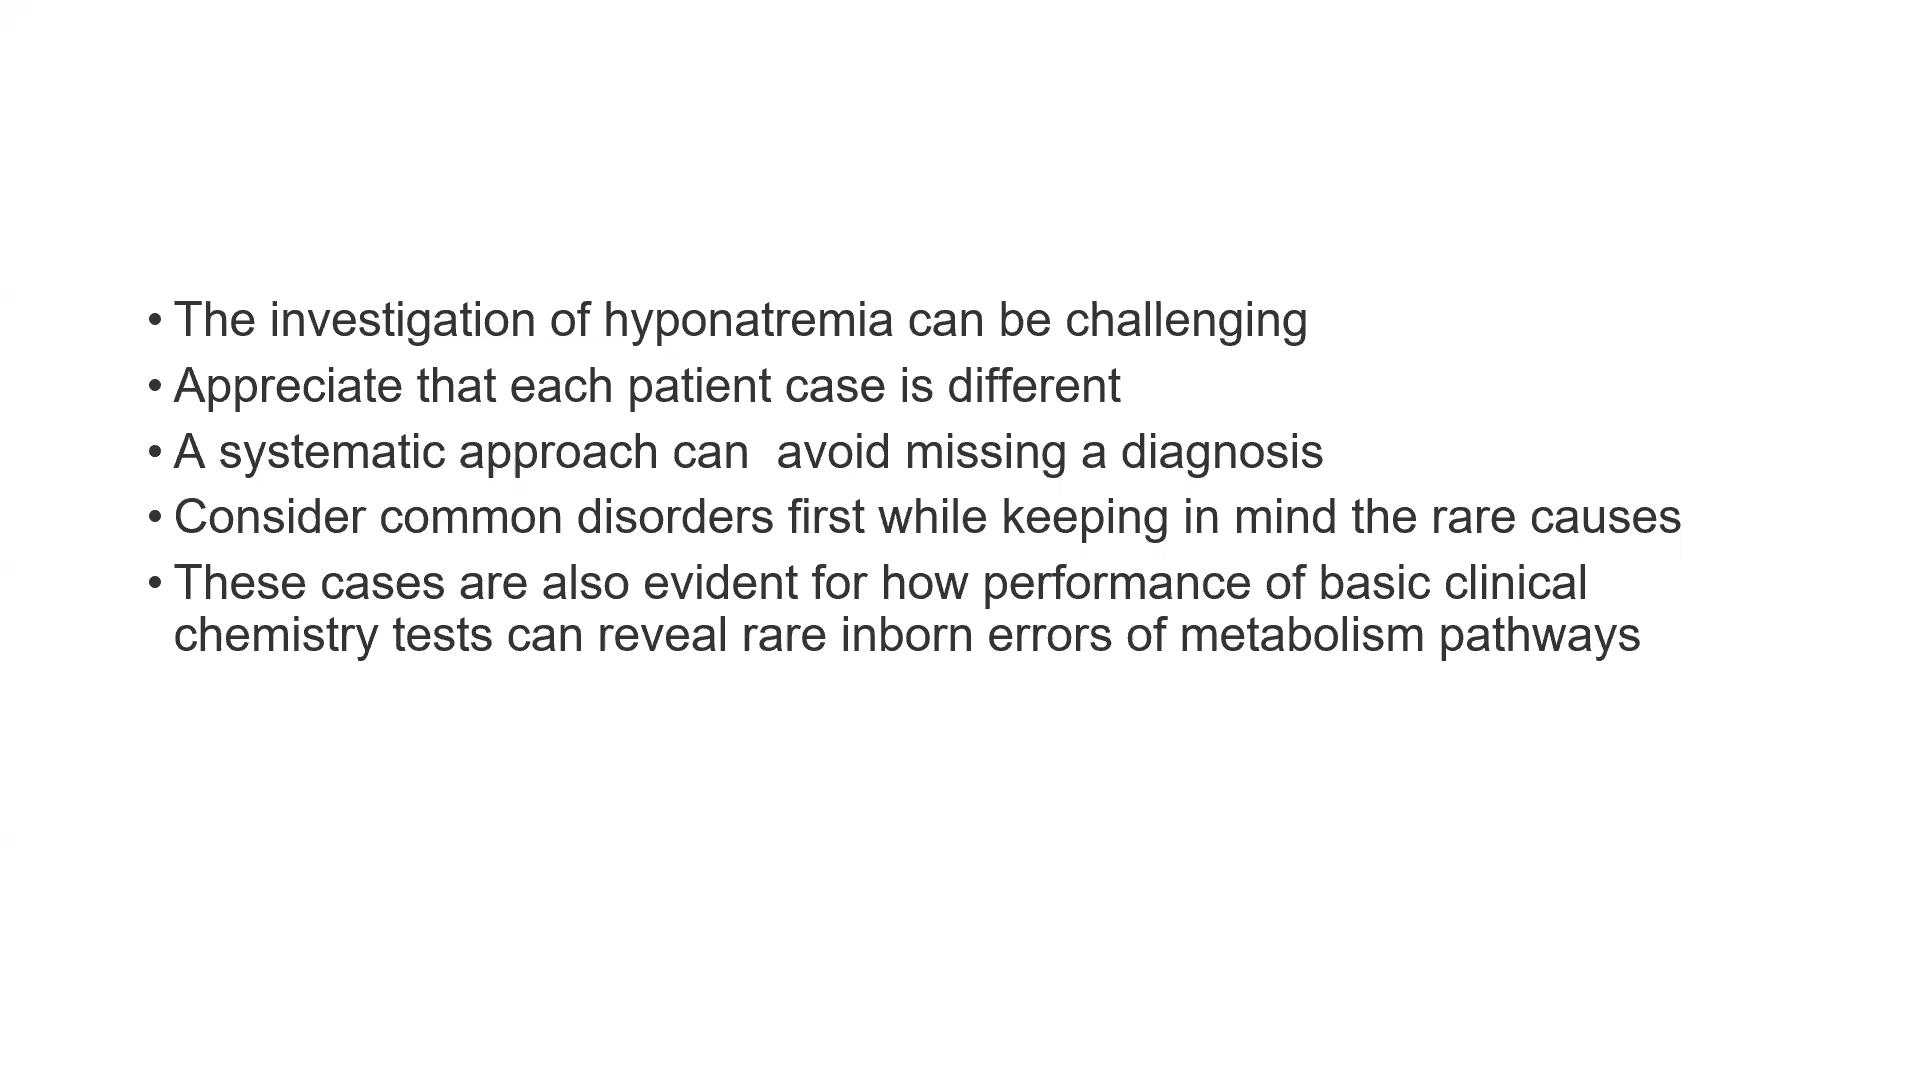 • The investigation of hyponatremia can be challenging
• Appreciate that each patient case is different
• A systematic approach can  avoid missing a diagnosis
• Consider common disorders first while keeping in mind the rare causes
• These cases are also evident for how performance of basic clinical
chemistry tests can reveal rare inborn errors of metabolism pathways